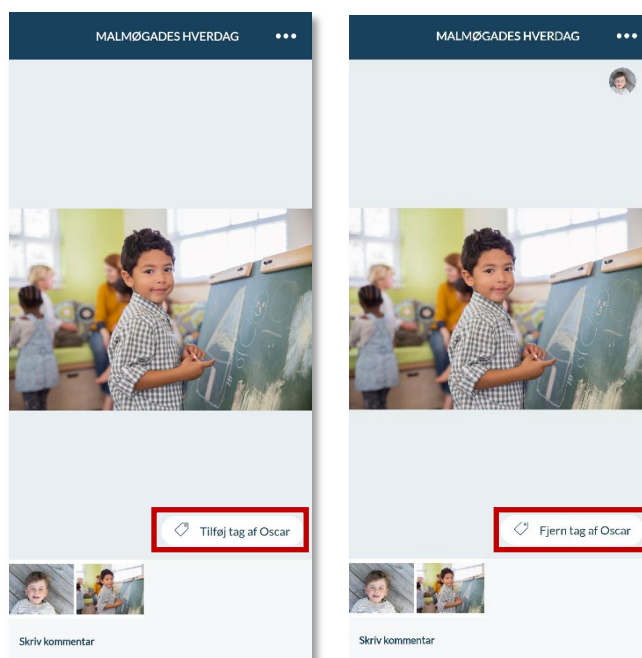 MALMØGADES HVERDAG
Tilføj tag af Oscar
Skriv kommentar
MALMØGADES HVERDAG
Fjern tag af Oscar
Skriv kommentar